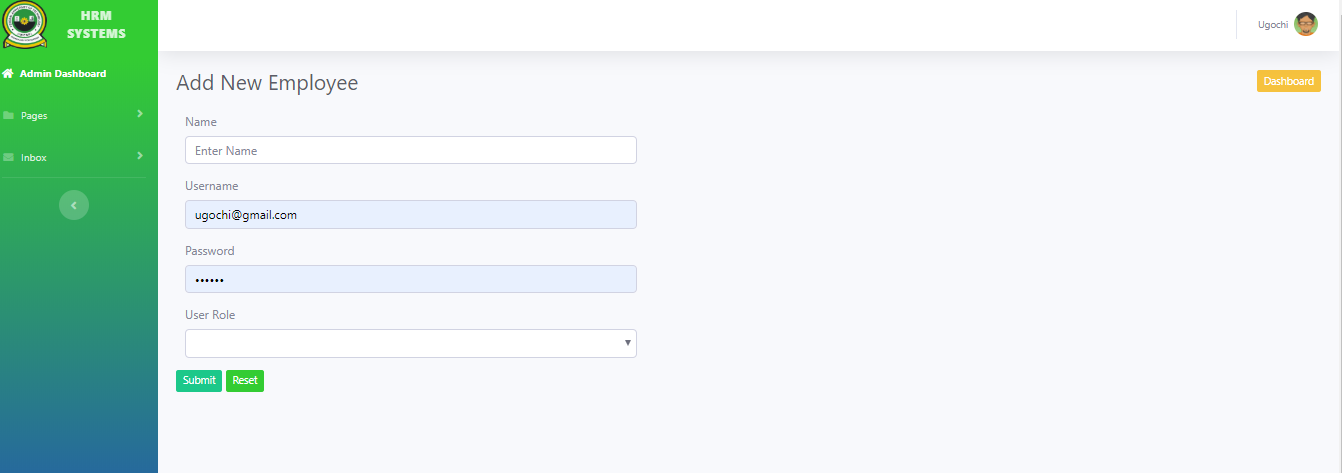 HRM
SYSTEMS
Ugochi
Admin Dashboard
Add New Employee
Dashboard
Pages
Inbox
Name
Enter Name
Username
ugochi@gmail.com
Password
••••••
User Role
Submit
Reset